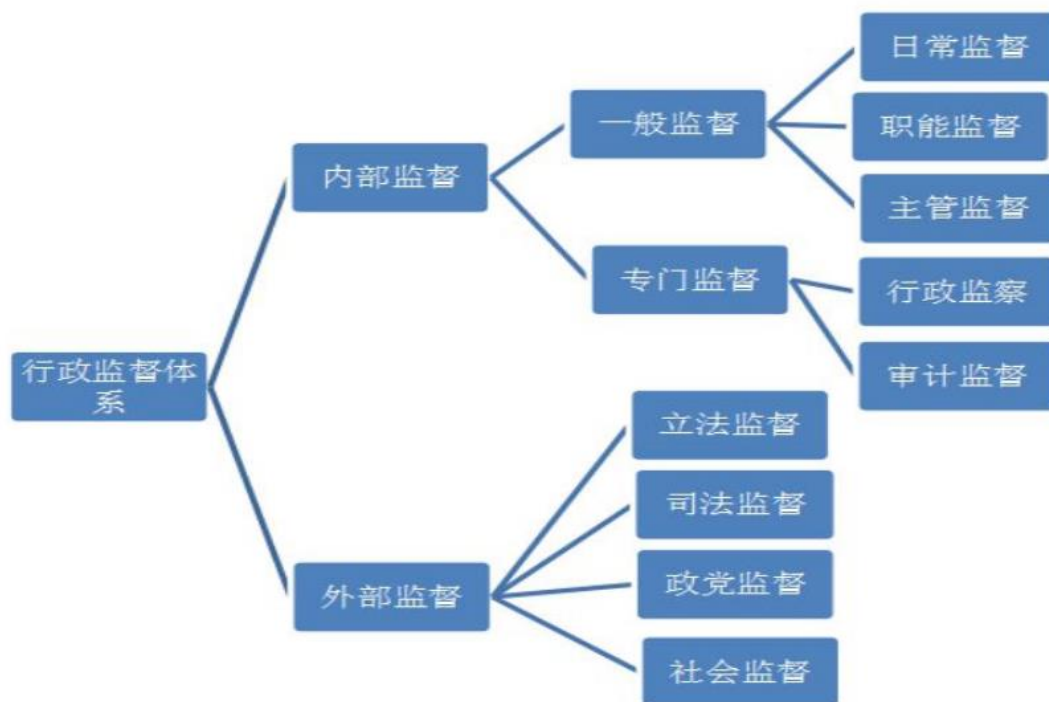 日常监督
一般监督
职能监督
内部监督
主管监督
专门监督
行政监察
行政监督体
系
审计监督
立法监督
司法监督
外部监督
政党监督
社会监督